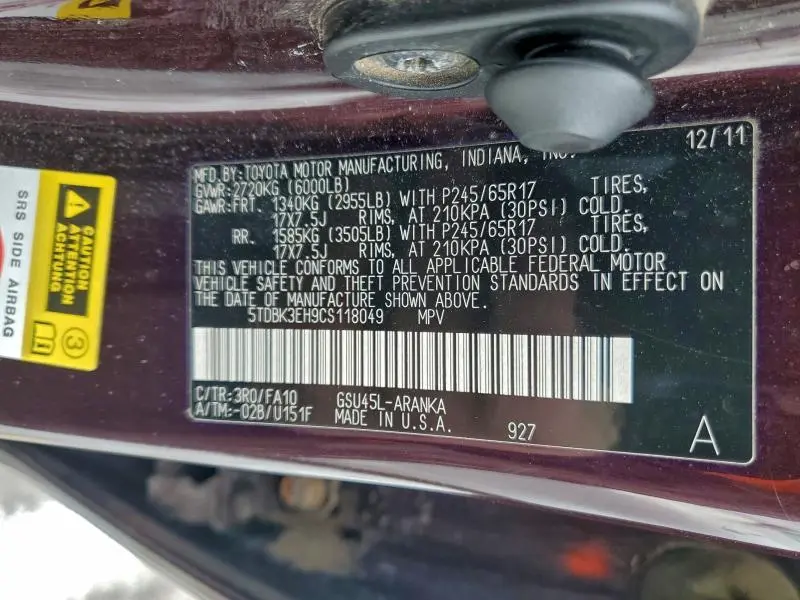 12/11
MFD.BY:TOYOTA MOTOR MANUFACTURING, INDIANA, INC.
GVWR:2720KG (6000LB)
GAWR:FRT. 1340KG (2955LB) WITH P245/65R17 TIRES,
17X7.5J RIMS, AT 210KPA (30PSI) COLD.
RR. 1585KG (3505LB) WITH P245/65R17 TIRES,
17X7.5J RIMS, AT 210KPA (30PSI) COLD.
THIS VEHICLE CONFORMS TO ALL APPLICABLE FEDERAL MOTOR
VEHICLE SAFETY AND THEFT PREVENTION STANDARDS IN EFFECT ON
THE DATE OF MANUFACTURE SHOWN ABOVE.
5TDBK3EH9CS118049 MPV
C/TR:3R0/FA10 GSU45L-ARANKA
A/TM:-02B/U151F MADE IN U.S.A.
927
A
CAUTION
ATTENTION
ACHTUNG
3
SRS SIDE AIRBAG